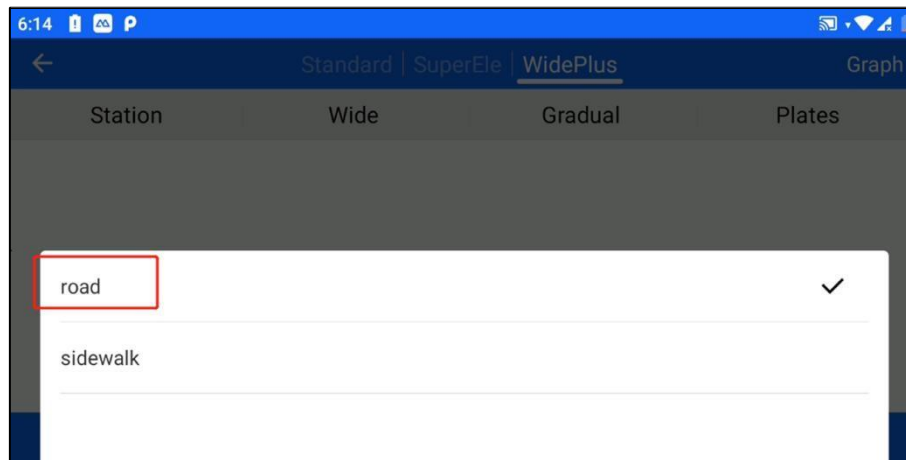 6:14
Standard | SuperEle | WidePlus Graph
Station Wide Gradual Plates
road
sidewalk